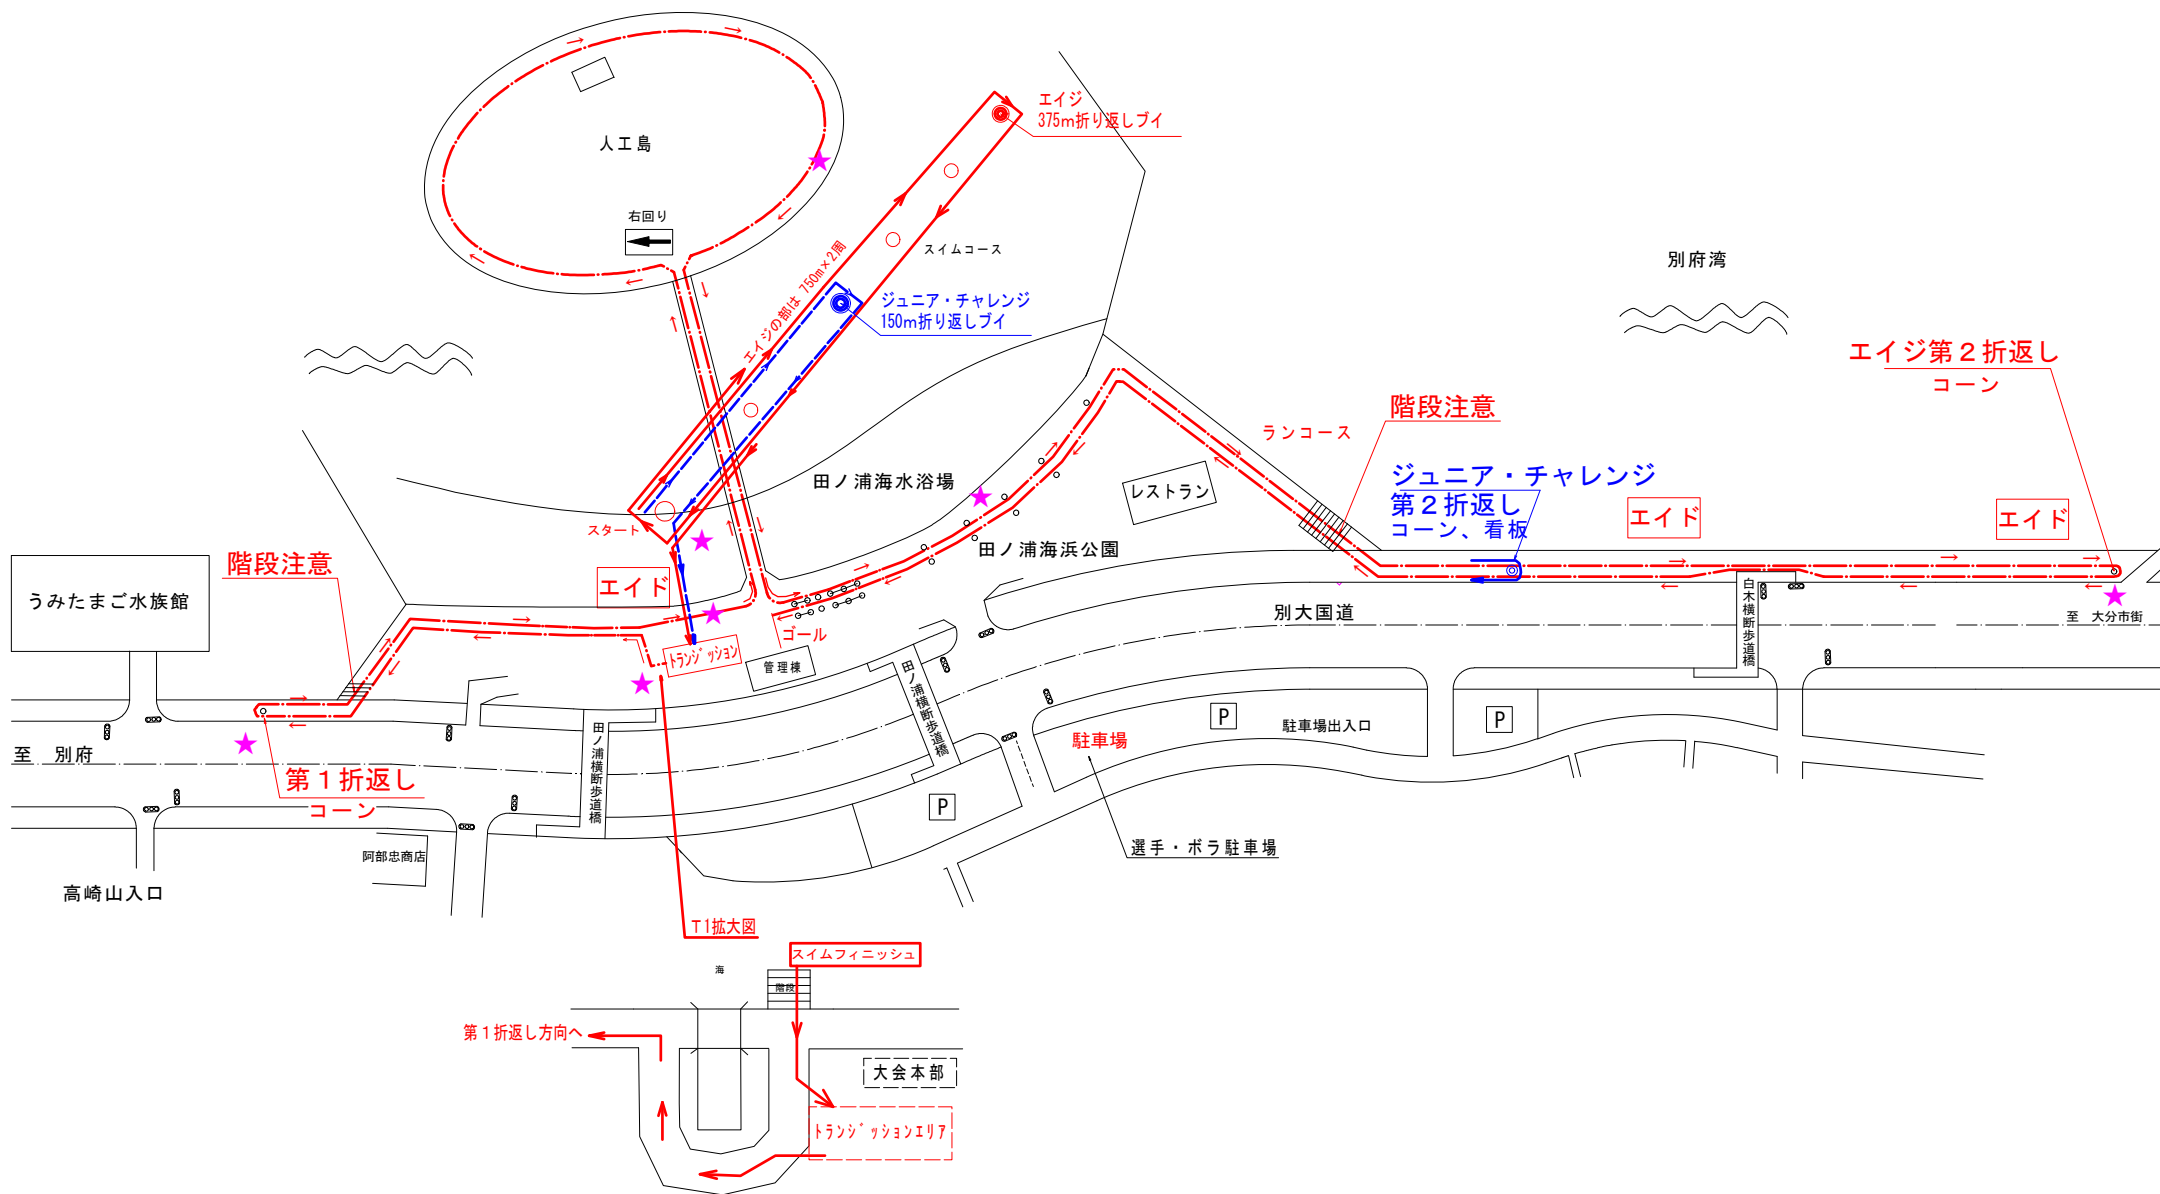 人工島
右回り
エイジ
375m折り返しブイ
スイムコース
エイジの部は 750m×2周
ジュニア・チャレンジ
150m折り返しブイ
別府湾
エイジ第2折返し
コーン
階段注意
ランコース
ジュニア・チャレンジ
第2折返し
コーン、看板
エイド
エイド
田ノ浦海水浴場
レストラン
スタート
田ノ浦海浜公園
階段注意
エイド
うみたまご水族館
別大国道
白木横断歩道橋
至 大分市街
ゴール
トランジッション
管理棟
田ノ浦横断歩道橋
田ノ浦横断歩道橋
P
駐車場出入口
P
駐車場
至 別府
第1折返し
コーン
P
選手・ボラ駐車場
阿部忠商店
高崎山入口
T1拡大図
スイムフィニッシュ
海
階段
第1折返し方向へ
大会本部
トランジッションエリア